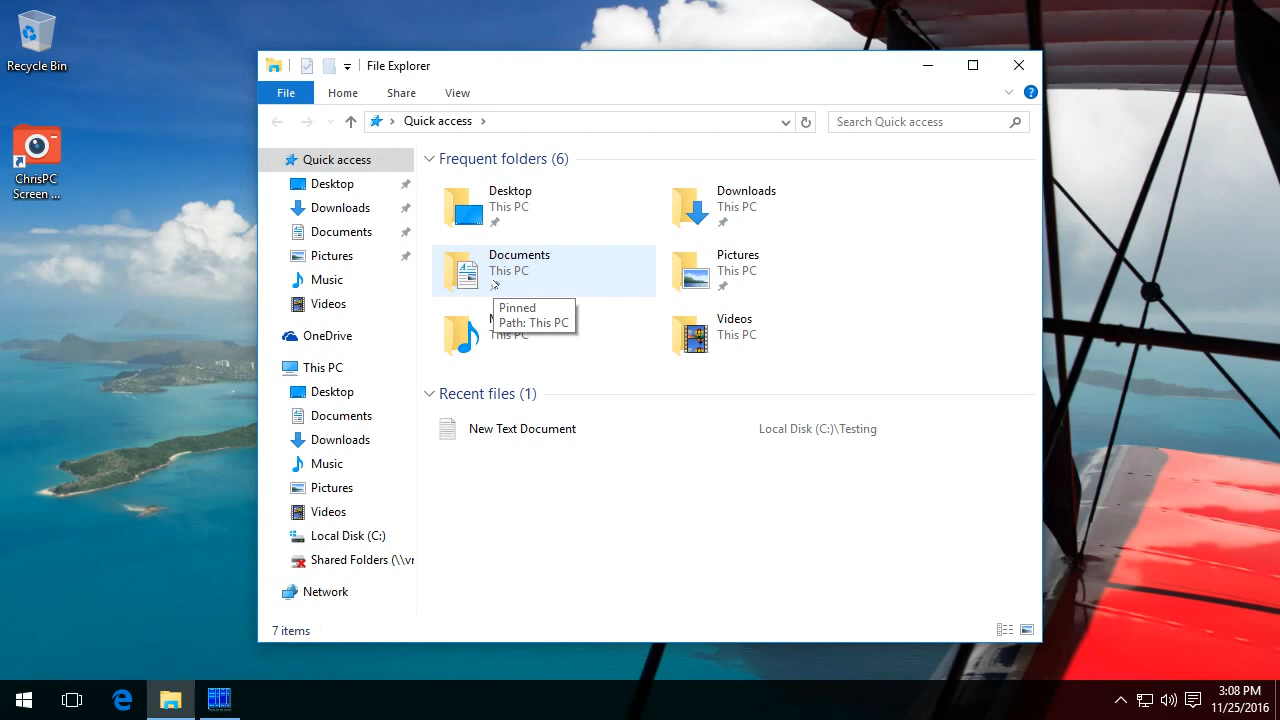 Recycle Bin
ChrisPC
Screen ...
File Explorer
File
Home
Share
View
Quick access
Search Quick access
Quick access
Desktop
Downloads
Documents
Pictures
Music
Videos
OneDrive
This PC
Desktop
Documents
Downloads
Music
Pictures
Videos
Local Disk (C:)
Shared Folders (\\vr
Network
Frequent folders (6)
Desktop
This PC
Downloads
This PC
Documents
This PC
Pictures
This PC
Pinned
Path: This PC
This PC
Videos
This PC
Recent files (1)
New Text Document
Local Disk (C:)\Testing
7 items
3:08 PM
11/25/2016